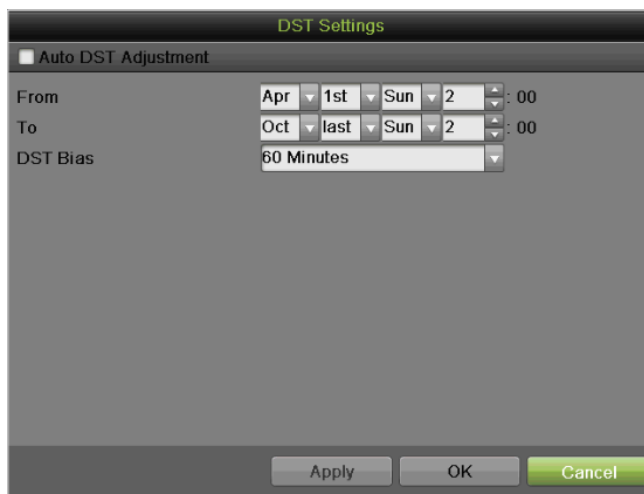 DST Settings
Auto DST Adjustment
From Apr 1st Sun 2 : 00
To Oct last Sun 2 : 00
DST Bias 60 Minutes
Apply OK Cancel